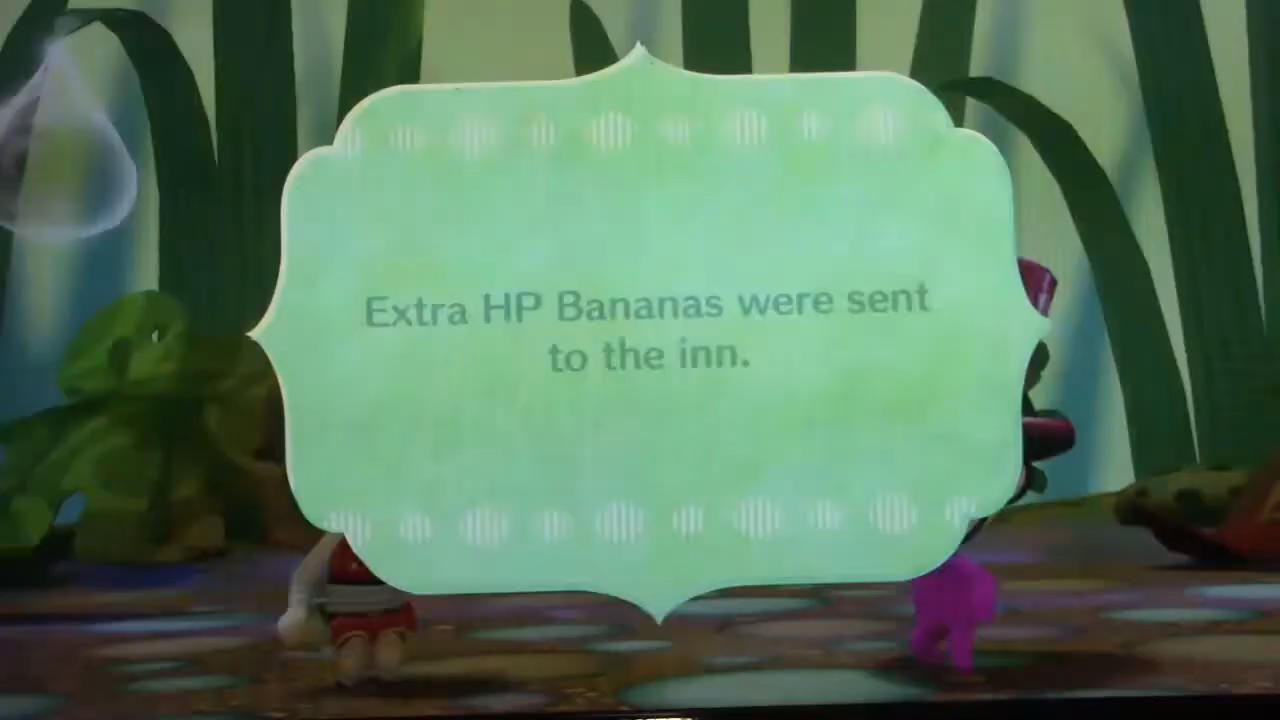 Extra HP Bananas were sent
to the inn.